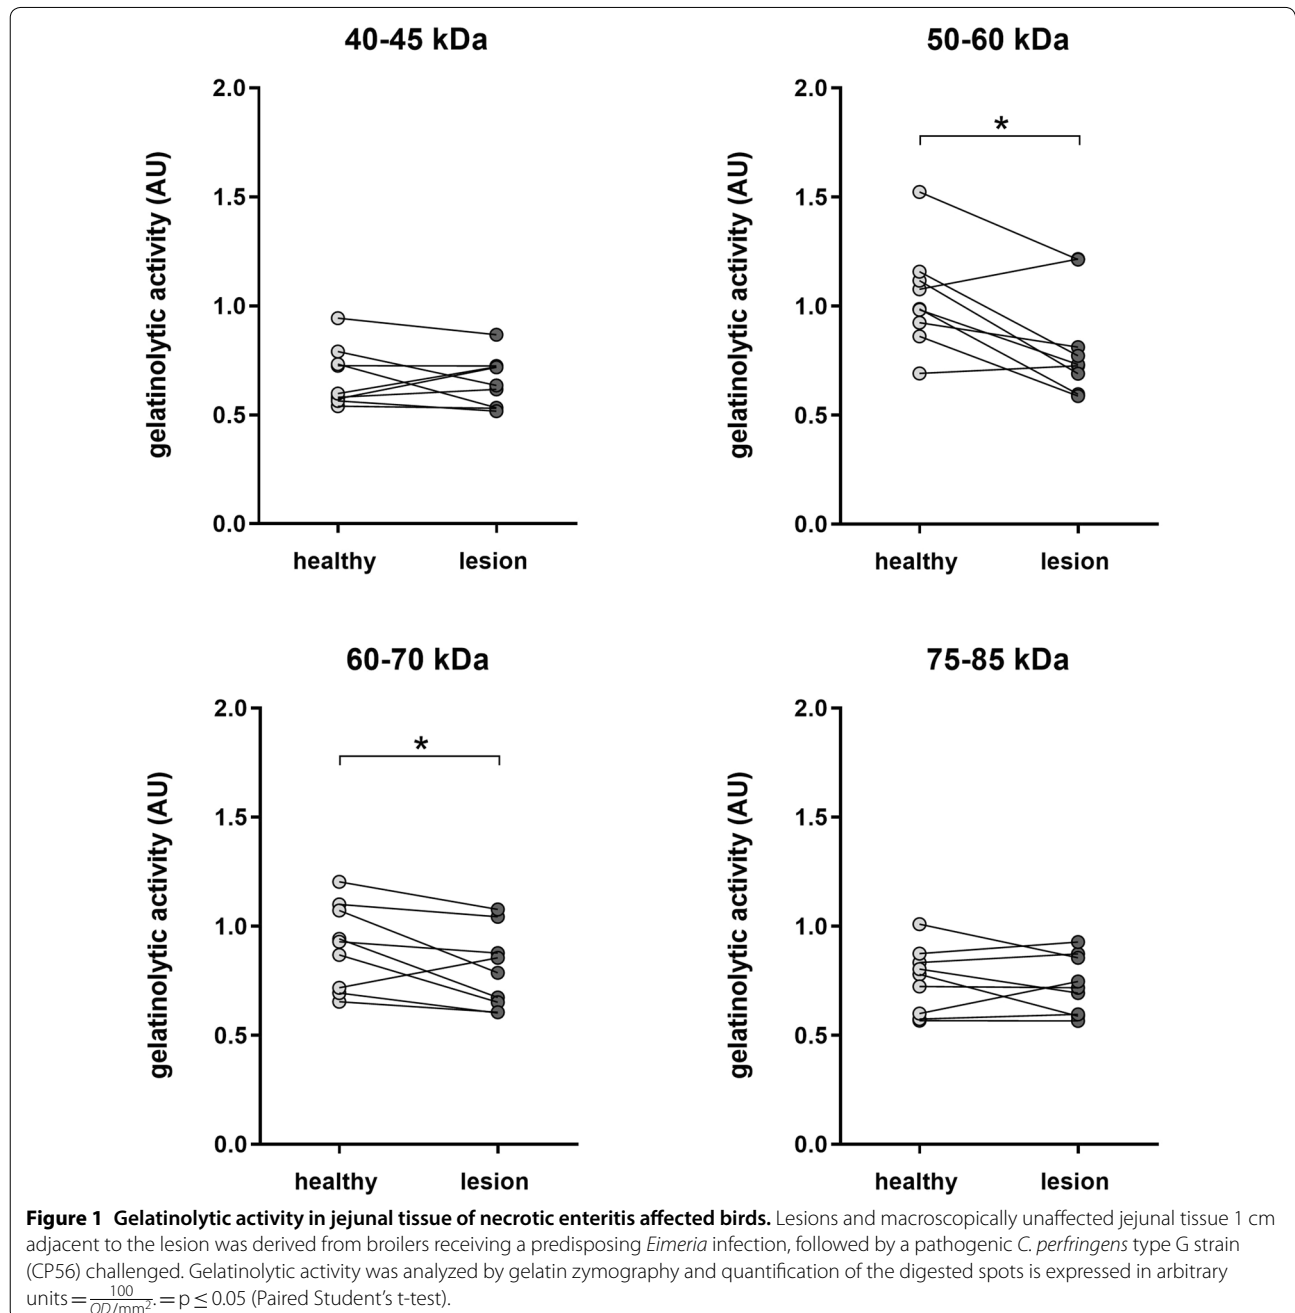 40-45 kDa
50-60 kDa
gelatinolytic activity (AU)
2.0
1.5
1.0
0.5
0.0
healthy
lesion
gelatinolytic activity (AU)
2.0
1.5
1.0
0.5
0.0
*
healthy
lesion
60-70 kDa
75-85 kDa
gelatinolytic activity (AU)
2.0
1.5
1.0
0.5
0.0
*
healthy
lesion
gelatinolytic activity (AU)
2.0
1.5
1.0
0.5
0.0
healthy
lesion
Figure 1 Gelatinolytic activity in jejunal tissue of necrotic enteritis affected birds. Lesions and macroscopically unaffected jejunal tissue 1 cm
adjacent to the lesion was derived from broilers receiving a predisposing Eimeria infection, followed by a pathogenic C. perfringens type G strain
(CP56) challenged. Gelatinolytic activity was analyzed by gelatin zymography and quantification of the digested spots is expressed in arbitrary
units = 100 / OD/mm². = p ≤ 0.05 (Paired Student's t-test).